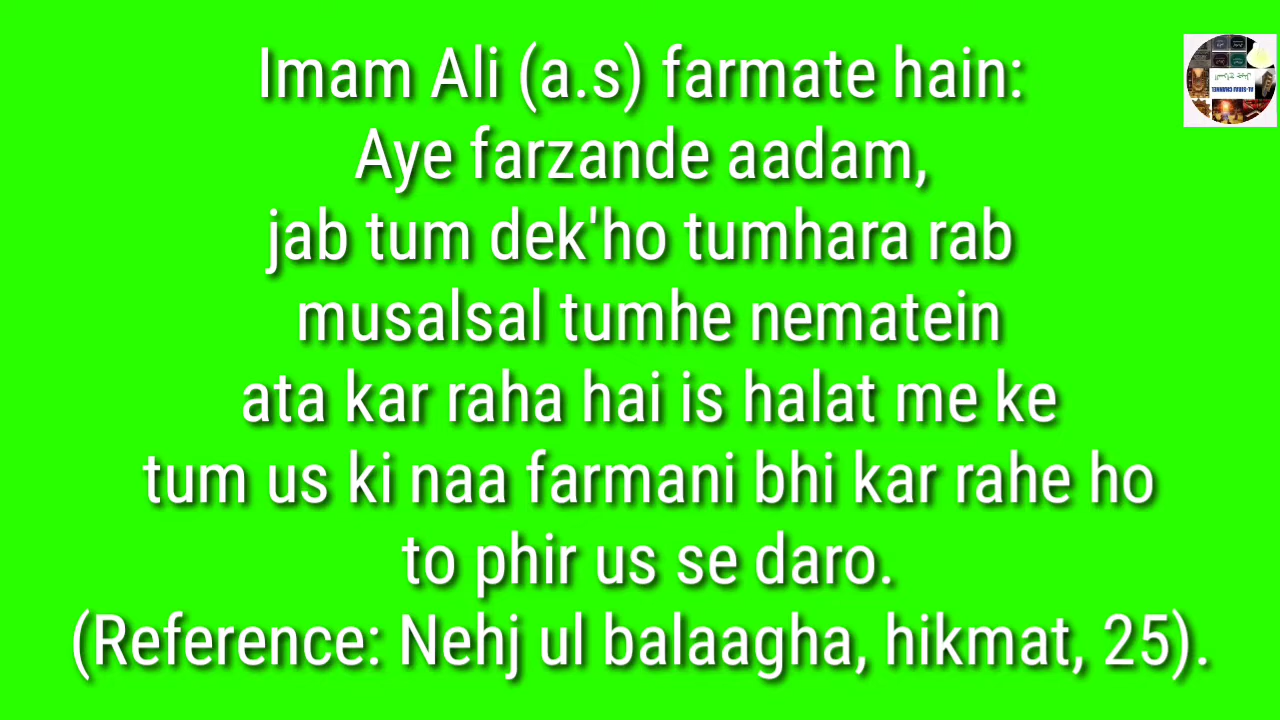 Imam Ali (a.s) farmate hain:
Aye farzande aadam,
jab tum dek'ho tumhara rab
musalsal tumhe nematein
ata kar raha hai is halat me ke
tum us ki naa farmani bhi kar rahe ho
to phir us se daro.
(Reference: Nehj ul balaagha, hikmat, 25).